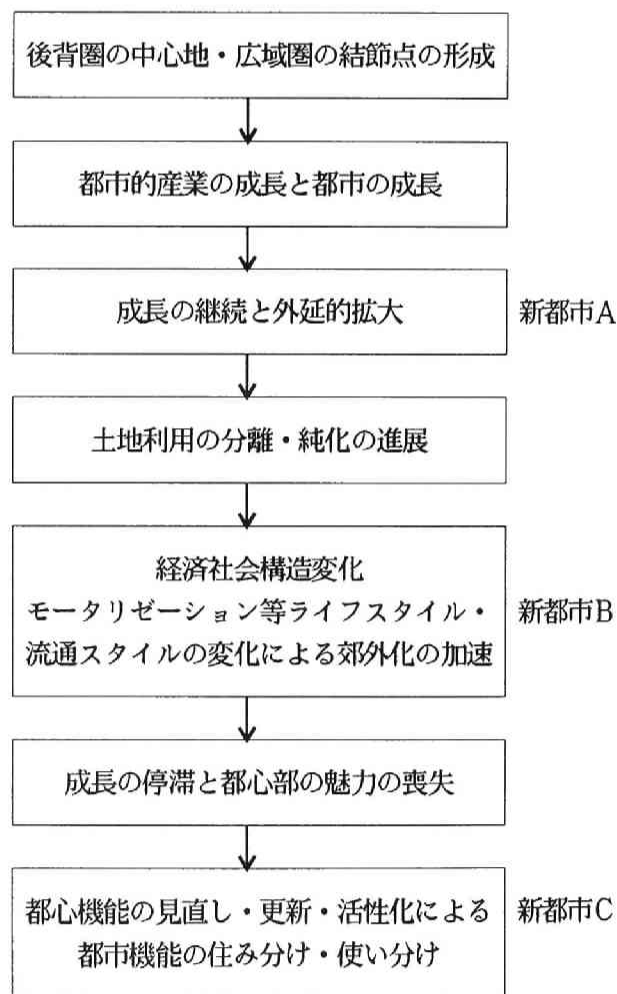 後背圏の中心地・広域圏の結節点の形成
都市的産業の成長と都市の成長
成長の継続と外延的拡大
新都市A
土地利用の分離・純化の進展
経済社会構造変化
モータリゼーション等ライフスタイル・
流通スタイルの変化による郊外化の加速
新都市B
成長の停滞と都心部の魅力の喪失
都心機能の見直し・更新・活性化による
都市機能の住み分け・使い分け
新都市C